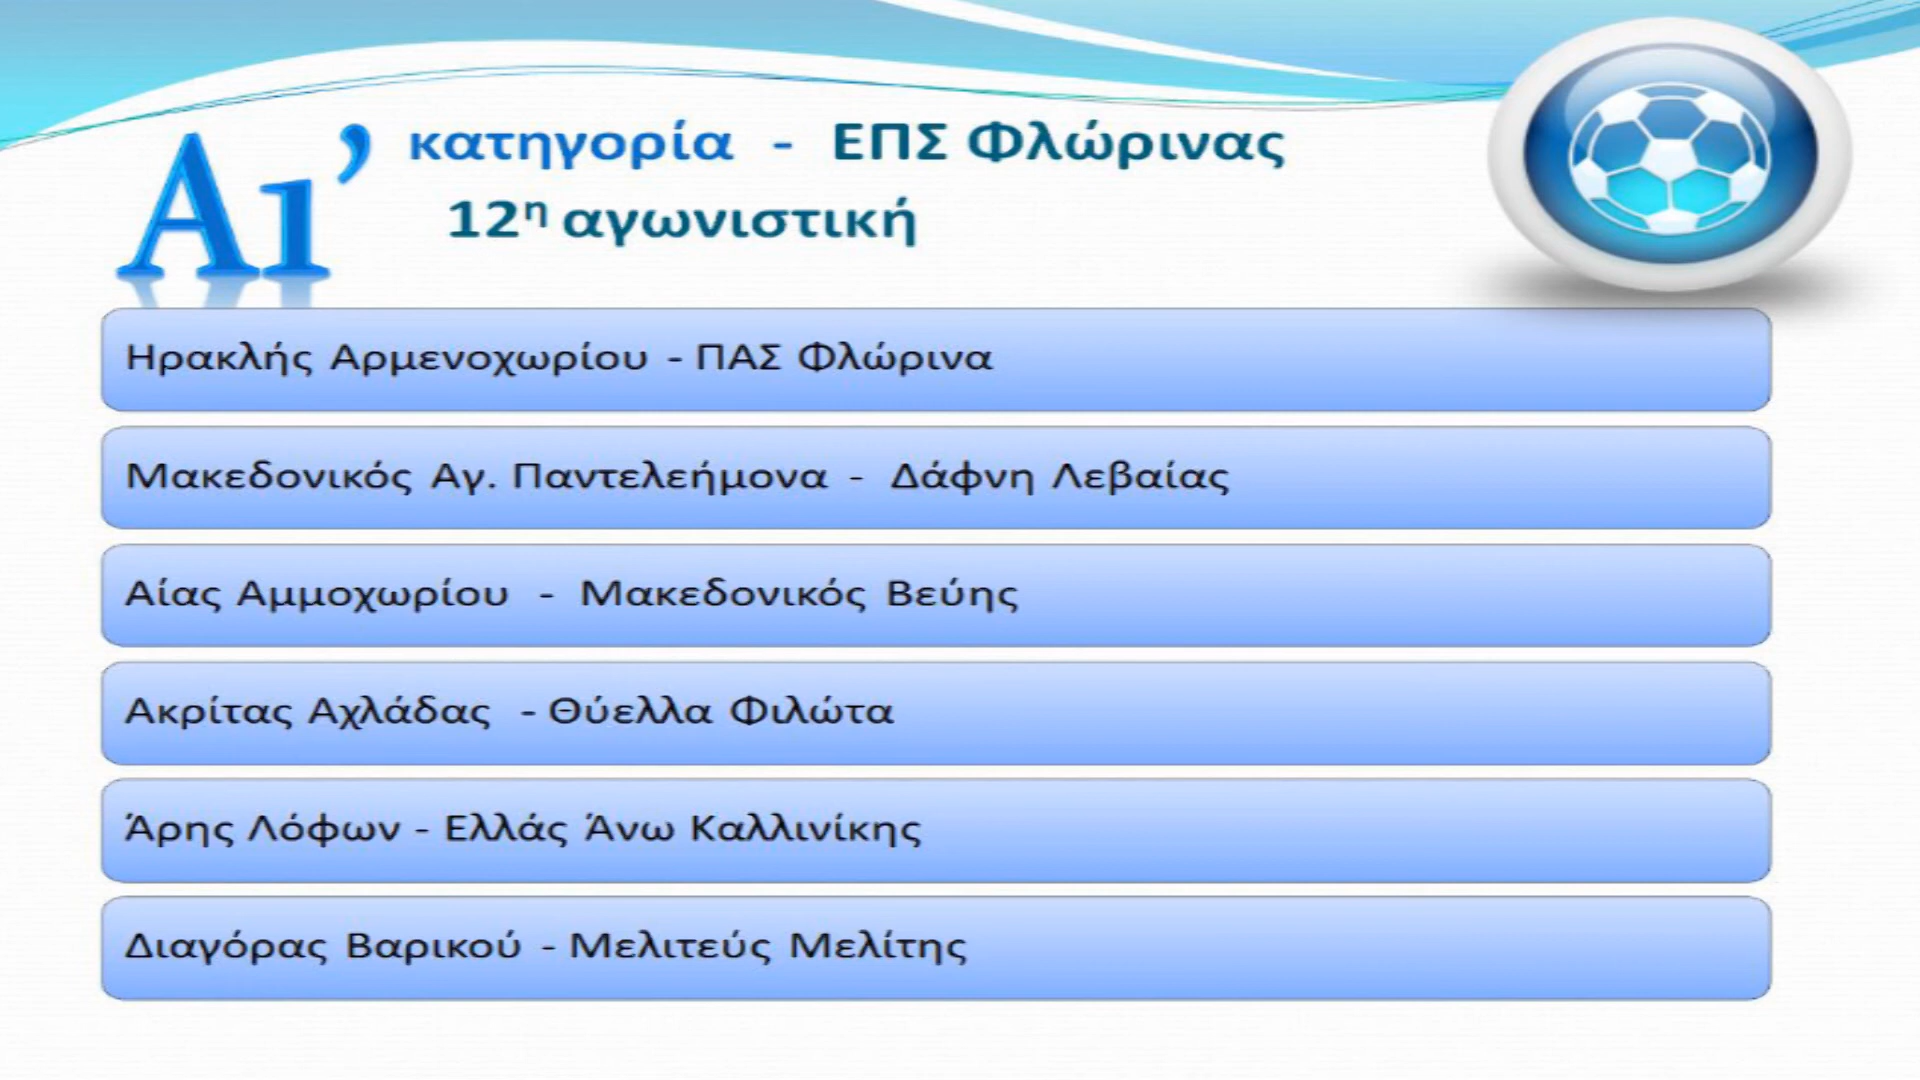 Α1’ κατηγορία - ΕΠΣ Φλώρινας
12η αγωνιστική
Ηρακλής Αρμενοχωρίου - ΠΑΣ Φλώρινα
Μακεδονικός Αγ. Παντελεήμονα - Δάφνη Λεβαίας
Αίας Αμμοχωρίου - Μακεδονικός Βεύης
Ακρίτας Αχλάδας - Θύελλα Φιλώτα
Άρης Λόφων - Ελλάς Άνω Καλλινίκης
Διαγόρας Βαρικού - Μελιτεύς Μελίτης